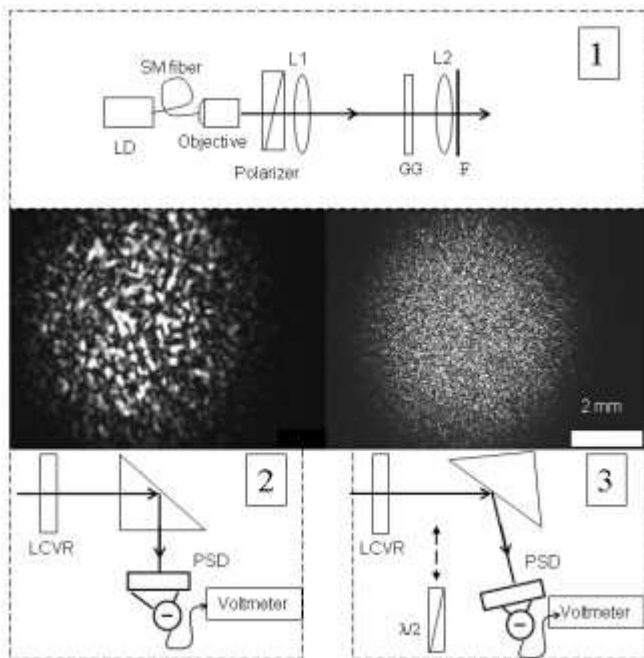 1
L1
L2
SM fiber
LD
Objective
Polarizer
GG
F
2 mm
2
3
LCVR
PSD
Voltmeter
LCVR
PSD
λ/2
Voltmeter